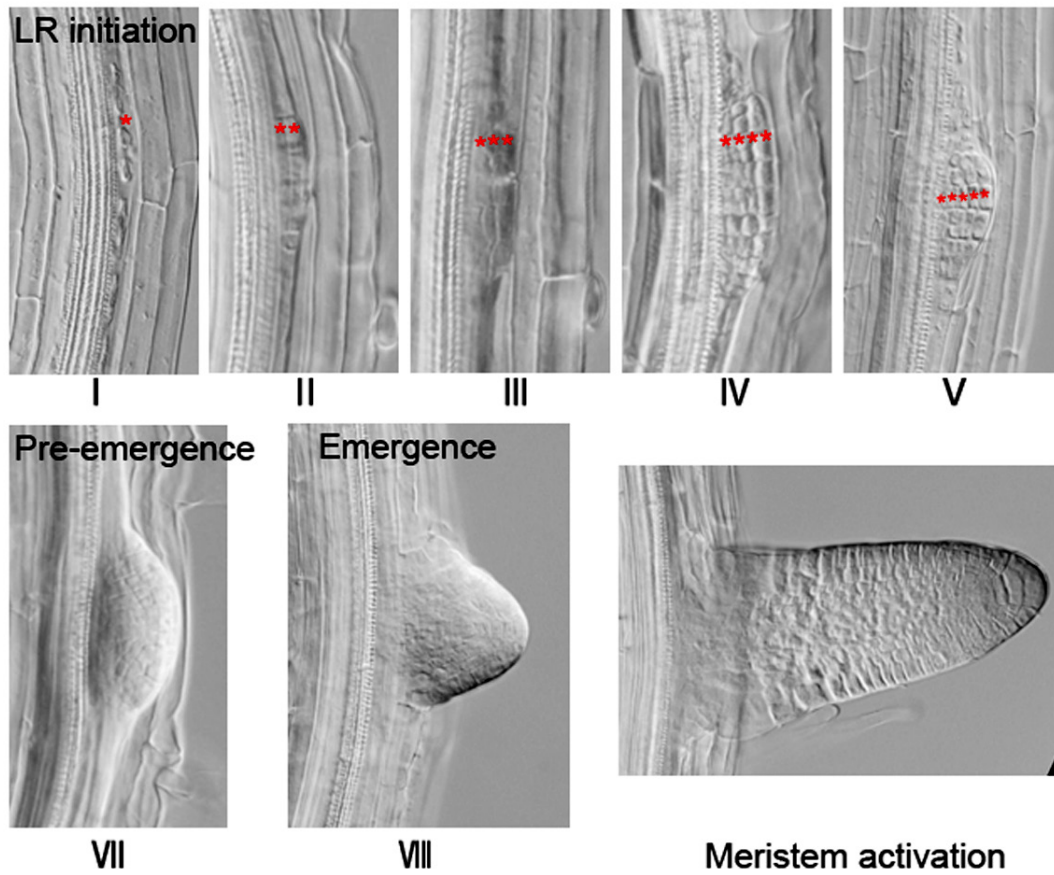 LR initiation
I
II
III
IV
V
Pre-emergence
Emergence
VII
VIII
Meristem activation